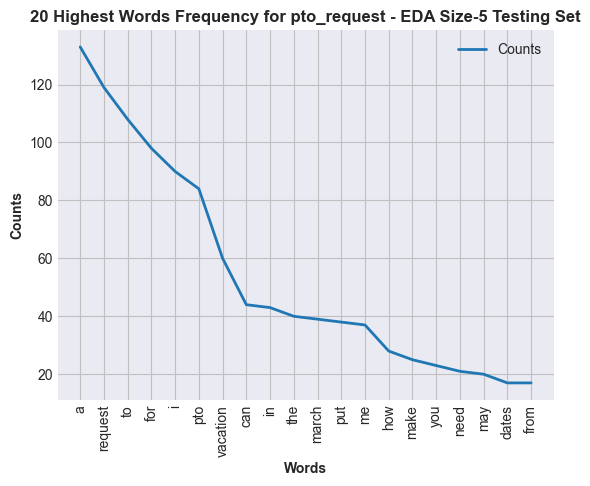 20 Highest Words Frequency for pto_request - EDA Size-5 Testing Set
Counts
Counts
120
100
80
60
40
20
a
request
to
for
i
pto
vacation
can
in
the
march
put
me
how
make
you
need
may
dates
from
Words